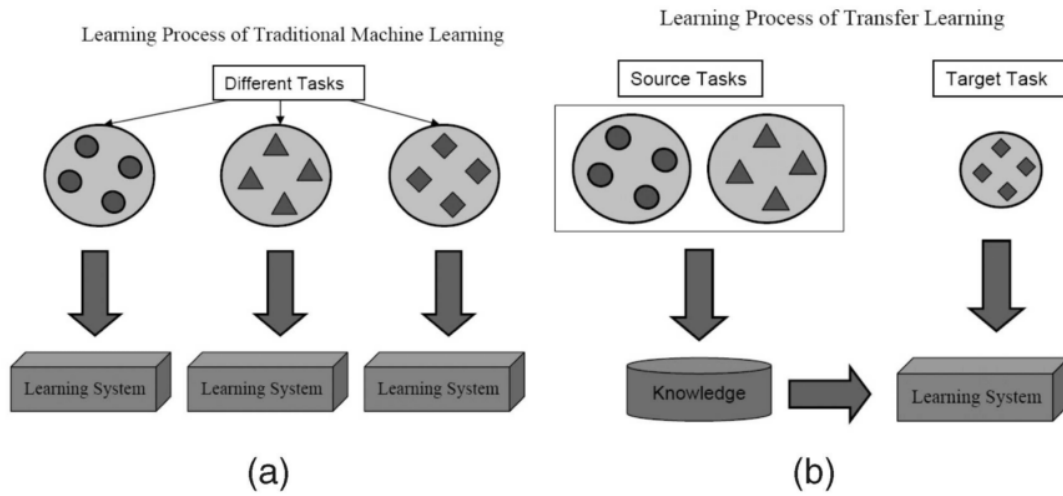 Learning Process of Traditional Machine Learning
Different Tasks
Learning System
Learning System
Learning System
(a)
Learning Process of Transfer Learning
Source Tasks
Target Task
Knowledge
Learning System
(b)